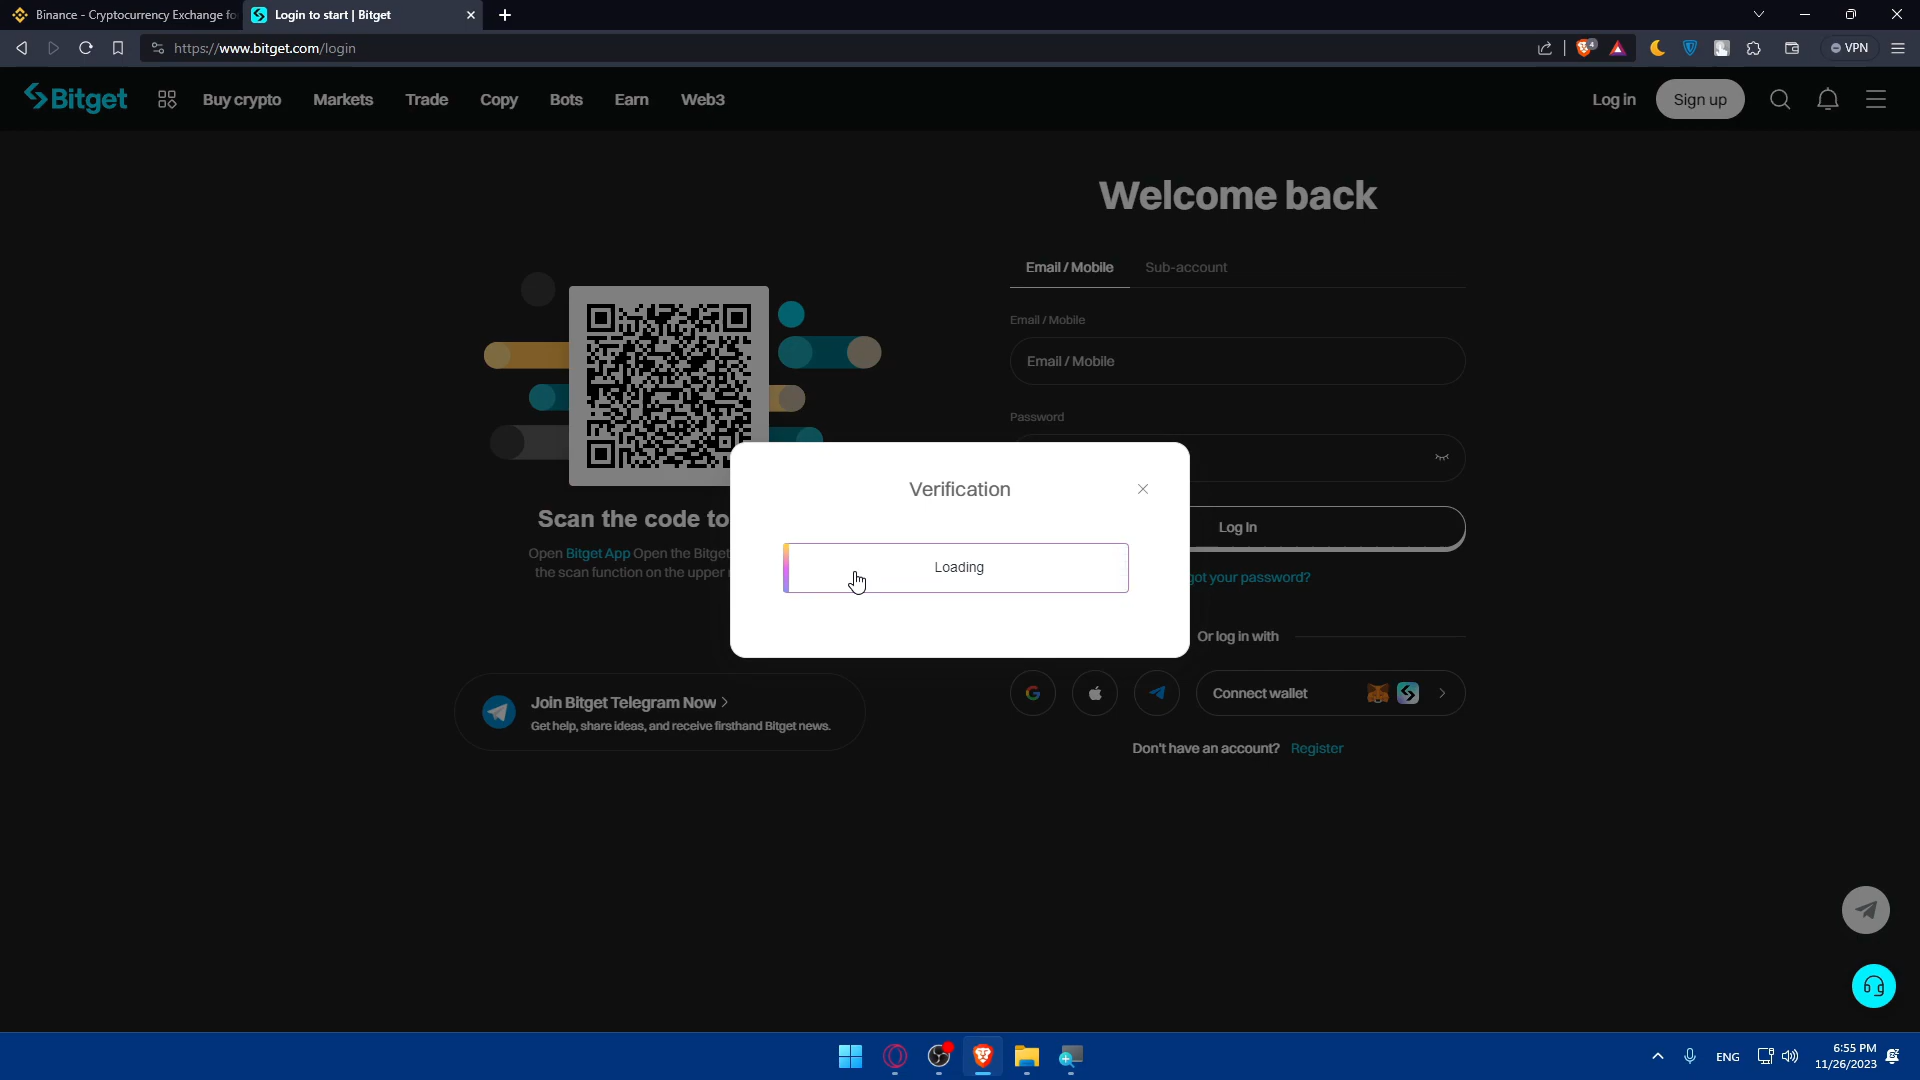 Binance - Cryptocurrency Exchange fo
Login to start | Bitget
https://www.bitget.com/login
4
VPN
Bitget
Buy crypto
Markets
Trade
Copy
Bots
Earn
Web3
Log in
Sign up
Welcome back
Email / Mobile
Sub-account
Email / Mobile
Email / Mobile
Password
Verification
Loading
Scan the code to
Open Bitget App Open the Bitget
the scan function on the upper
Log In
got your password?
Or log in with
Connect wallet
Join Bitget Telegram Now >
Get help, share ideas, and receive firsthand Bitget news.
Don't have an account? Register
ENG
6:55 PM
11/26/2023